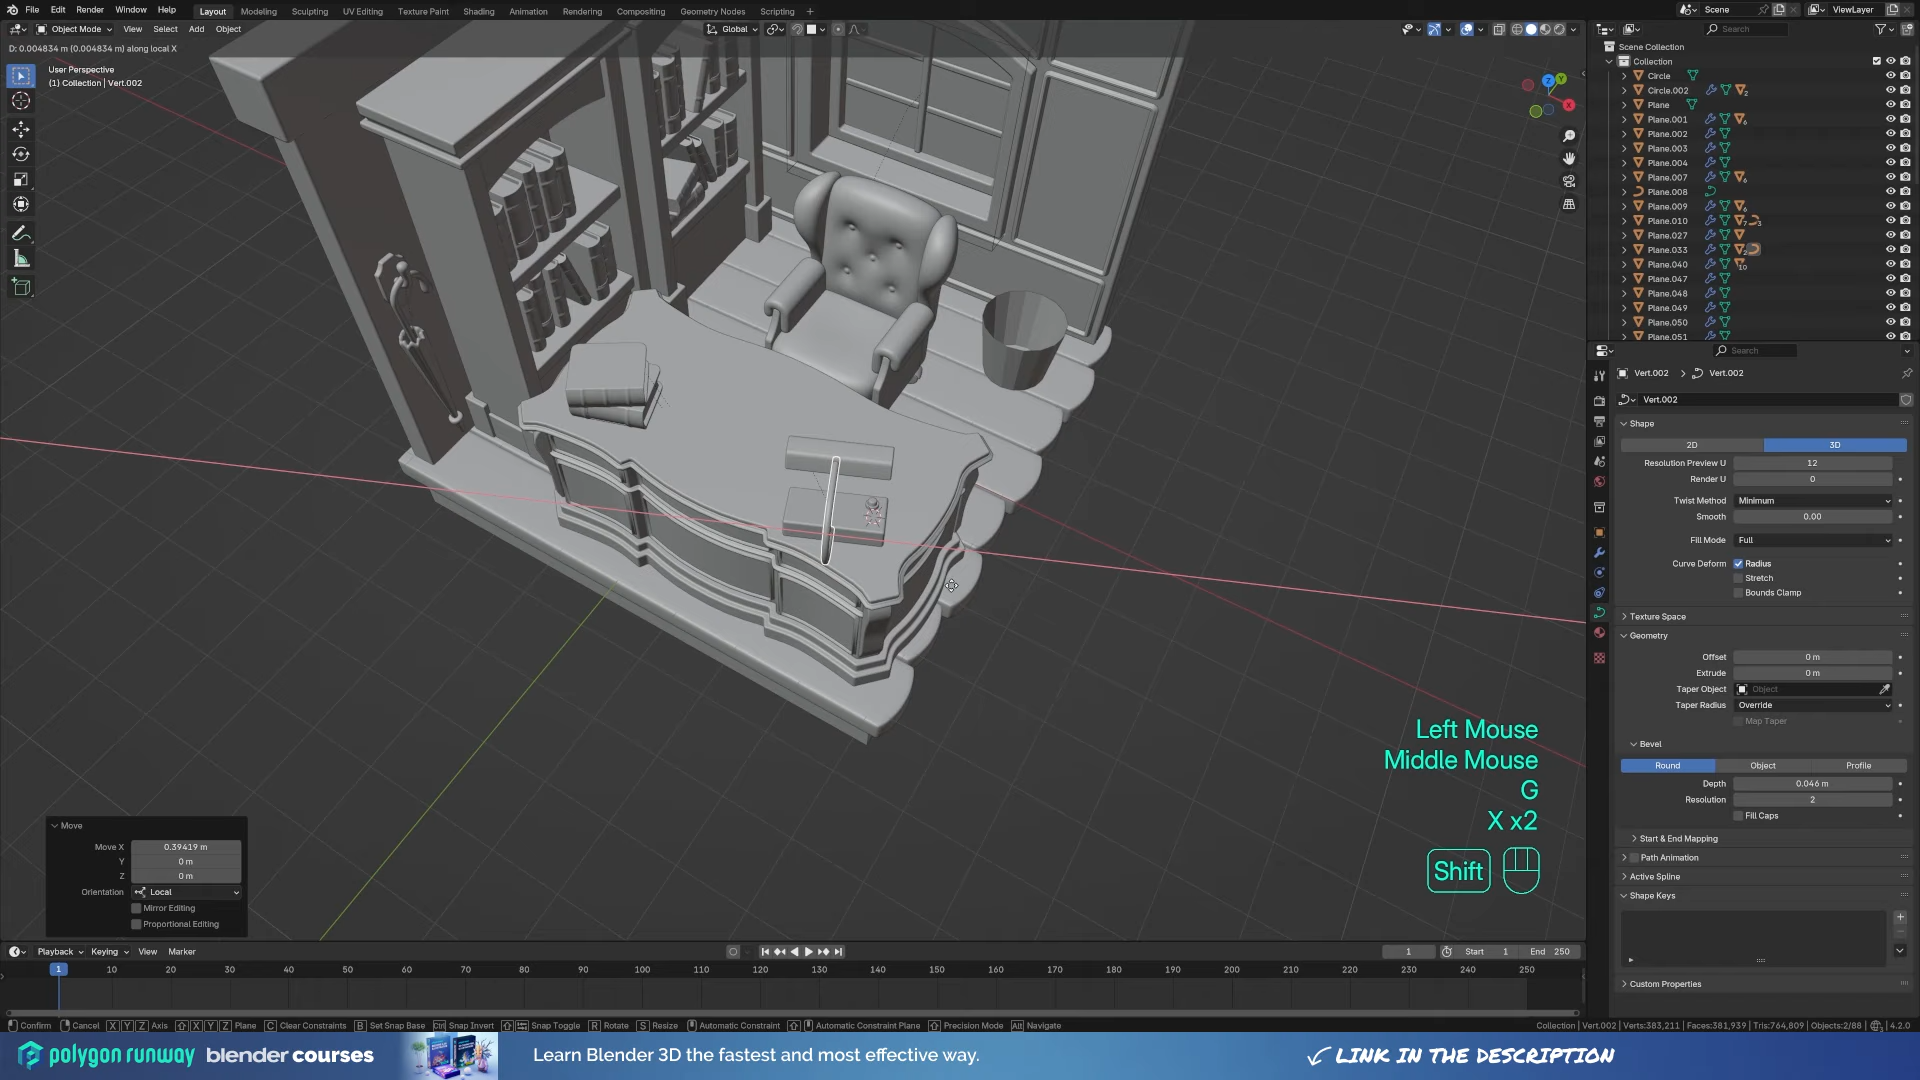 File Edit Render Window Help
Layout Modeling Sculpting UV Editing Texture Paint Shading Animation Rendering Compositing Geometry Nodes Scripting +
Scene
ViewLayer
Object Mode View Select Add Object
Global
D: 0.004834 m (0.004834 m) along local X
User Perspective
(1) Collection | Vert.002
Z
Y
X
Search
Scene Collection
Collection
Circle
Circle.002 2
Plane
Plane.001 6
Plane.002
Plane.003
Plane.004
Plane.007 6
Plane.008
Plane.009 6
Plane.010 7 3
Plane.027
Plane.033 2
Plane.040 10
Plane.047
Plane.048
Plane.049
Plane.050
Plane.051
Search
Vert.002 > Vert.002
Vert.002
Shape
2D 3D
Resolution Preview U 12
Render U 0
Twist Method Minimum
Smooth 0.00
Fill Mode Full
Curve Deform Radius
Stretch
Bounds Clamp
Texture Space
Geometry
Offset 0 m
Extrude 0 m
Taper Object Object
Taper Radius Override
Map Taper
Bevel
Round Object Profile
Depth 0.046 m
Resolution 2
Fill Caps
Start & End Mapping
Path Animation
Active Spline
Shape Keys
Custom Properties
Left Mouse
Middle Mouse
G
X x2
Shift
Move
Move X 0.39419 m
Y 0 m
Z 0 m
Orientation Local
Mirror Editing
Proportional Editing
Playback Keying View Marker
1 Start 1 End 250
1 10 20 30 40 50 60 70 80 90 100 110 120 130 140 150 160 170 180 190 200 210 220 230 240 250
Confirm Cancel X Y Z Axis X Y Z Plane C Clear Constraints B Set Snap Base Ctrl Snap Invert Snap Toggle R Rotate S Resize Automatic Constraint Automatic Constraint Plane Precision Mode Alt Navigate
Collection | Vert.002 | Verts:383,211 | Faces:381,939 | Tris:764,809 | Objects:2/88 | 4.2.0
polygon runway blender courses
Learn Blender 3D the fastest and most effective way.
LINK IN THE DESCRIPTION